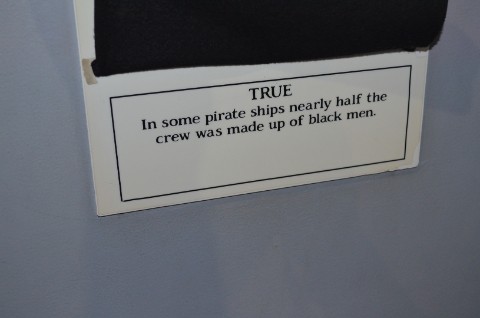 TRUE
In some pirate ships nearly half the
crew was made up of black men.